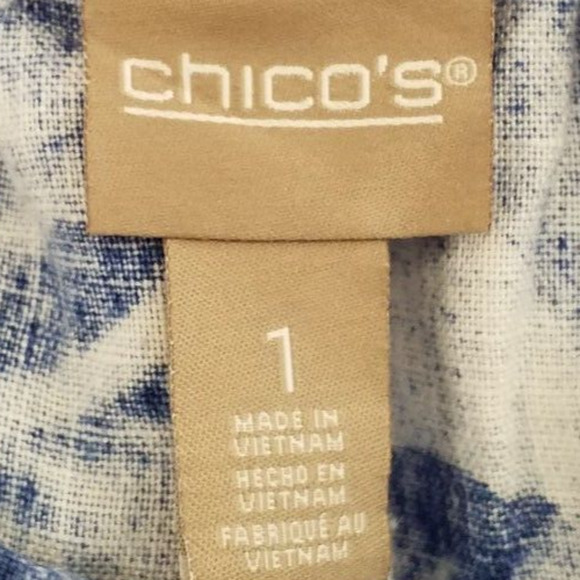 chico's®
1
MADE IN
VIETNAM
HECHO EN
VIETNAM
FABRIQUÉ AU
VIETNAM